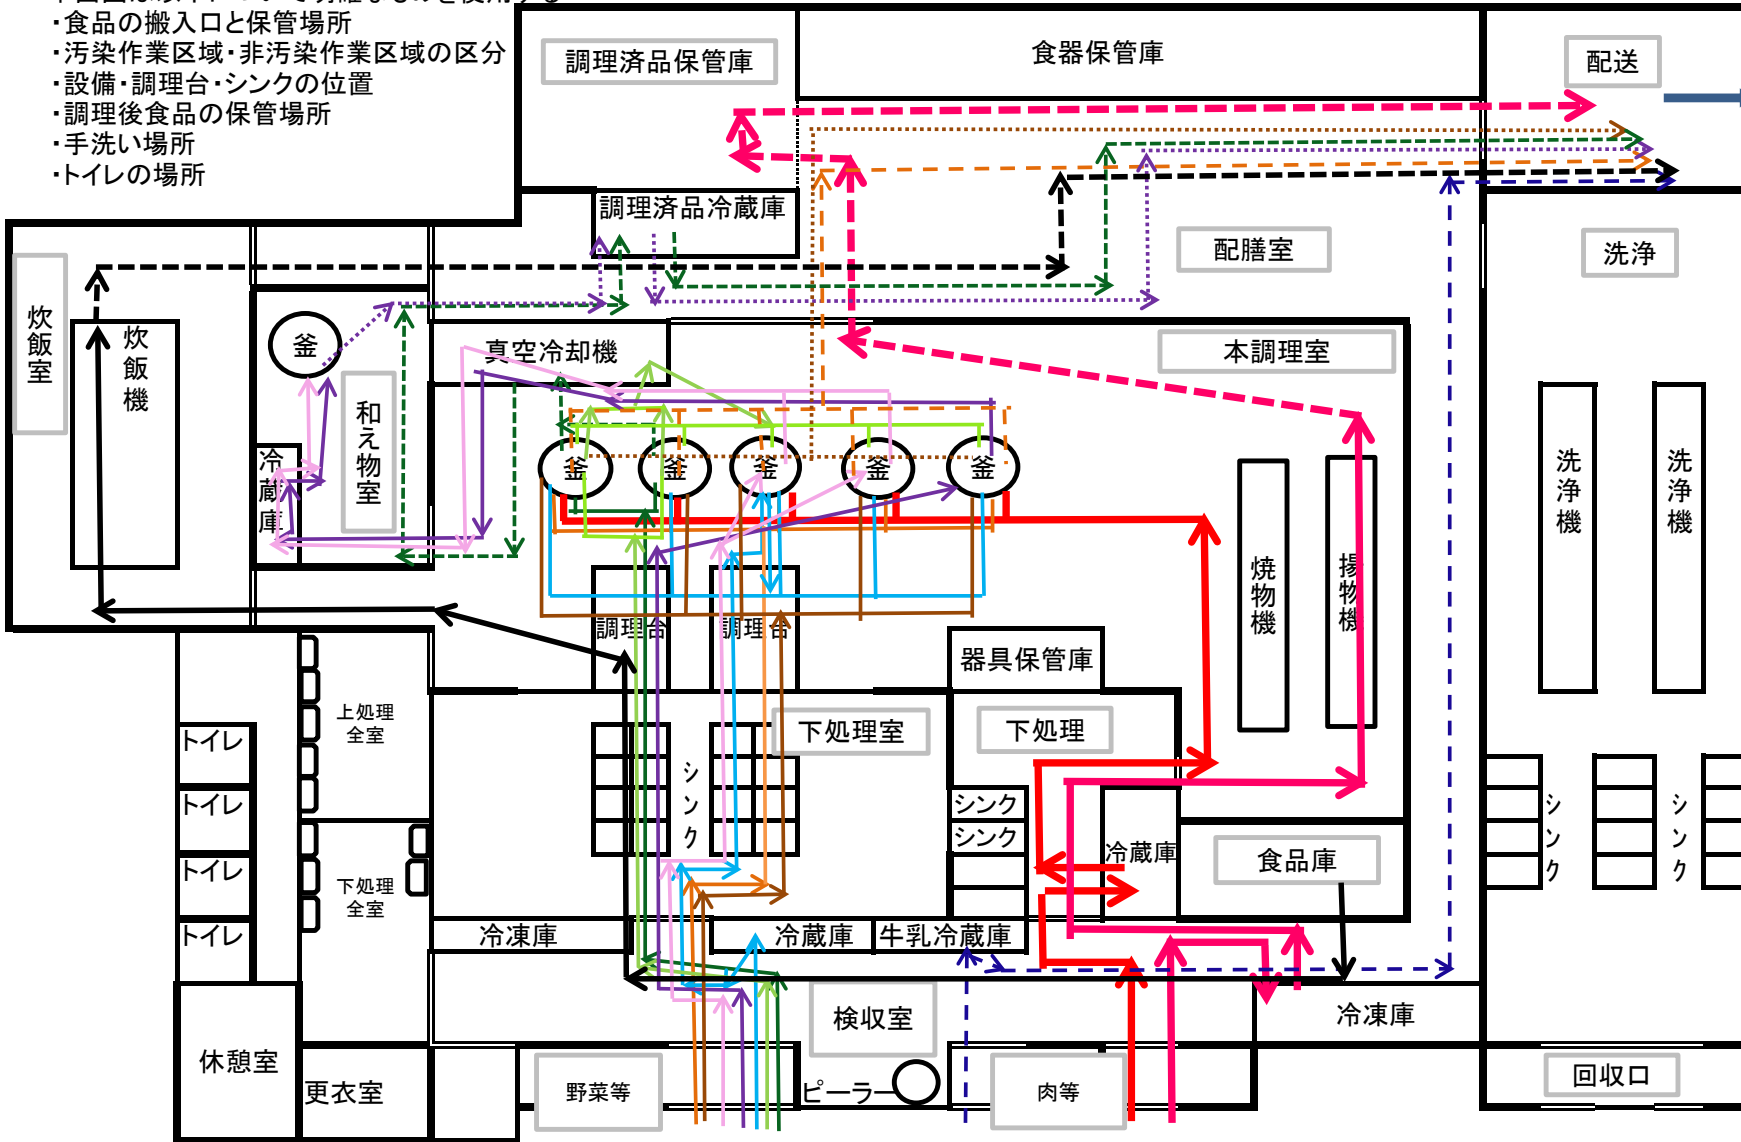 ・食品の搬入口と保管場所
・汚染作業区域・非汚染作業区域の区分
・設備・調理台・シンクの位置
・調理後食品の保管場所
・手洗い場所
・トイレの場所
調理済品保管庫
食器保管庫
配送
調理済品冷蔵庫
配膳室
洗浄
炊飯室
炊飯機
釜
和え物室
冷蔵庫
真空冷却機
本調理室
釜
釜
釜
釜
釜
焼物機
揚物機
洗浄機
洗浄機
調理台
調理台
器具保管庫
上処理
全室
下処理室
下処理
トイレ
トイレ
トイレ
トイレ
シンク
シンク
シンク
冷蔵庫
食品庫
シンク
シンク
下処理
全室
冷凍庫
冷蔵庫
牛乳冷蔵庫
検収室
冷凍庫
休憩室
更衣室
野菜等
ピーラー
肉等
回収口